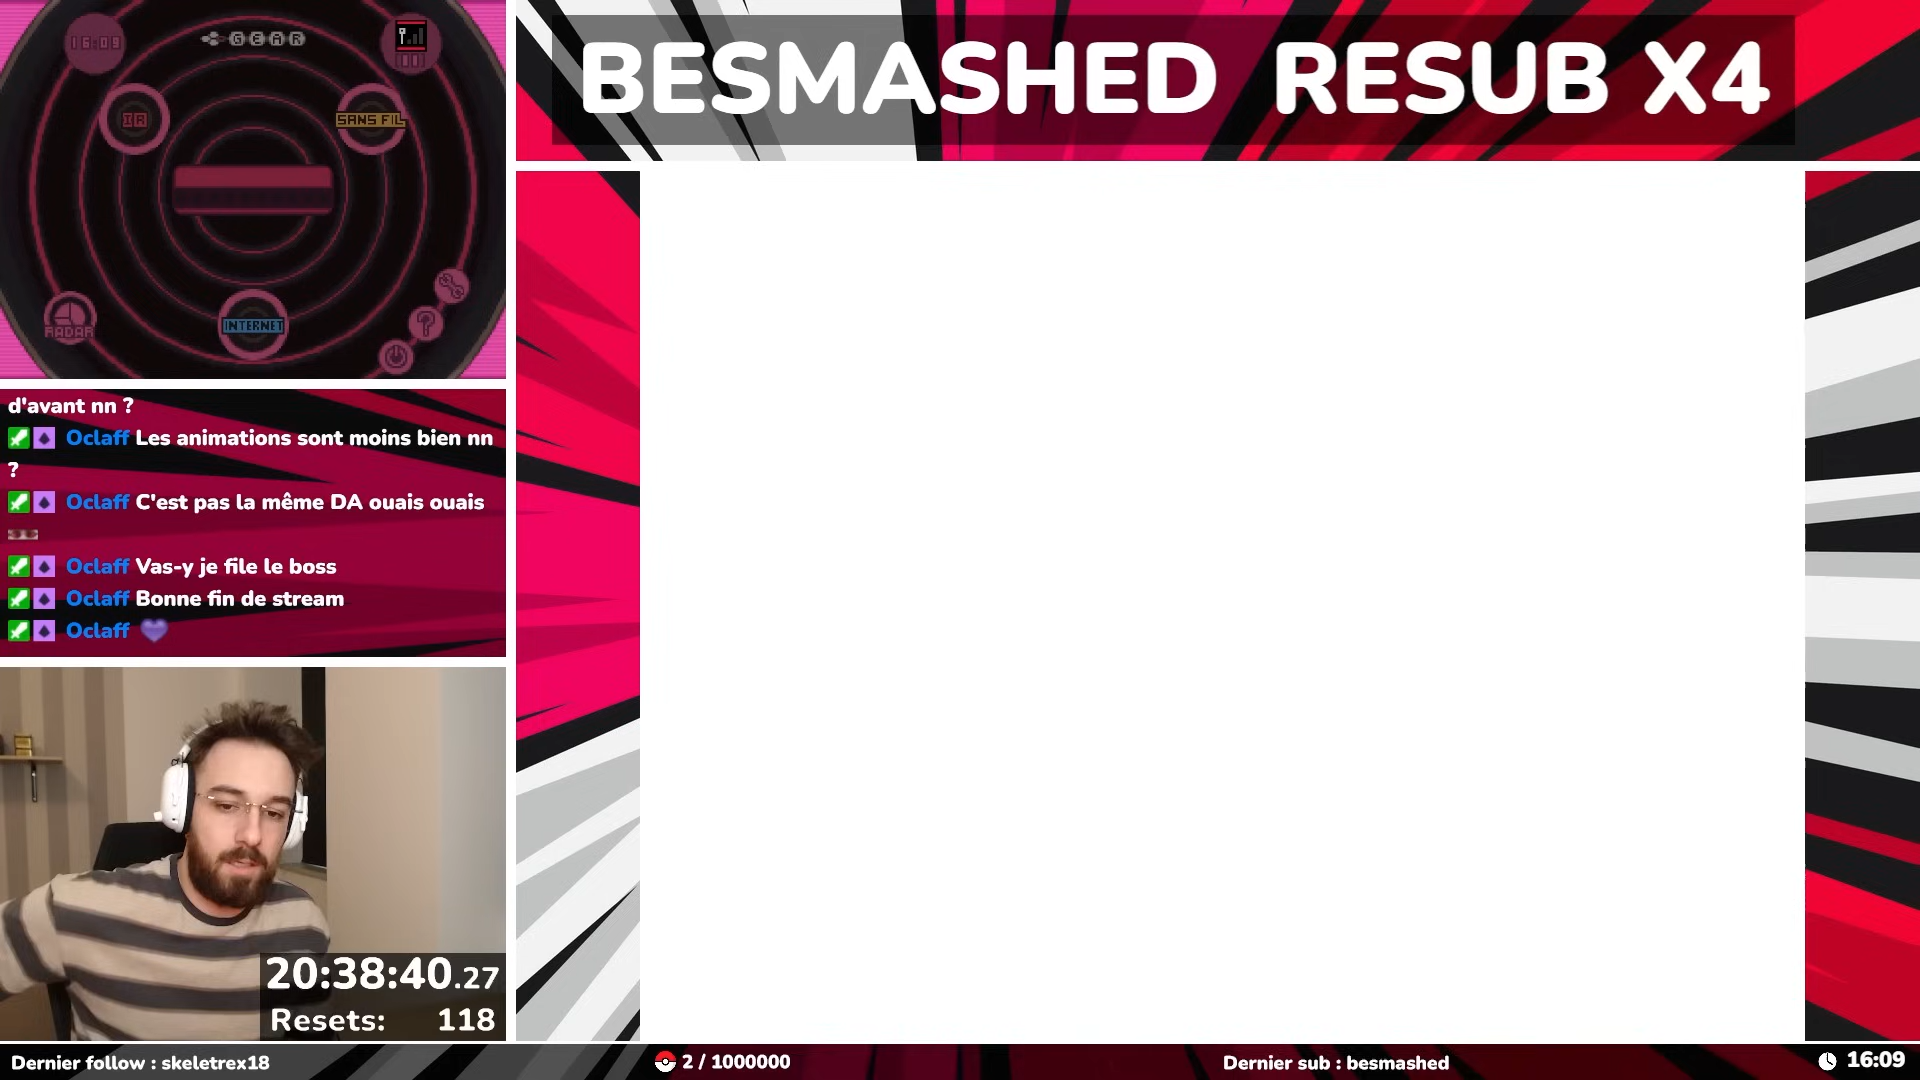 16:09
GEAR
IR
SANS FIL
RADAR
INTERNET
?
BESMASHED RESUB X4
d'avant nn ?
Oclaff Les animations sont moins bien nn
?
Oclaff C'est pas la même DA ouais ouais
Oclaff Vas-y je file le boss
Oclaff Bonne fin de stream
Oclaff
20:38:40.27
Resets: 118
Dernier follow : skeletrex18
2 / 1000000
Dernier sub : besmashed
16:09